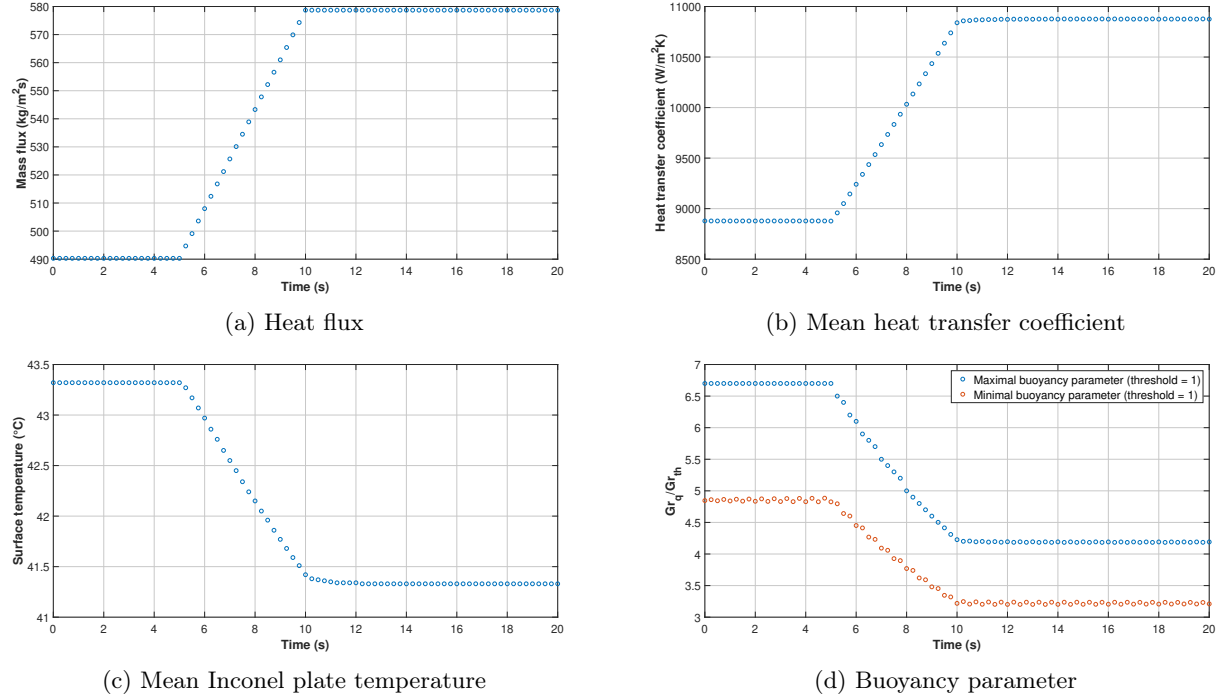 Mass flux (kg/m²s)
580
570
560
550
540
530
520
510
500
490
0 2 4 6 8 10 12 14 16 18 20
Time (s)
(a) Heat flux
Heat transfer coefficient (W/m²K)
11000
10500
10000
9500
9000
8500
0 2 4 6 8 10 12 14 16 18 20
Time (s)
(b) Mean heat transfer coefficient
Surface temperature (°C)
43.5
43
42.5
42
41.5
41
0 2 4 6 8 10 12 14 16 18 20
Time (s)
(c) Mean Inconel plate temperature
Gr_q/Gr_th
7
6.5
6
5.5
5
4.5
4
3.5
3
Maximal buoyancy parameter (threshold = 1)
Minimal buoyancy parameter (threshold = 1)
0 2 4 6 8 10 12 14 16 18 20
Time (s)
(d) Buoyancy parameter